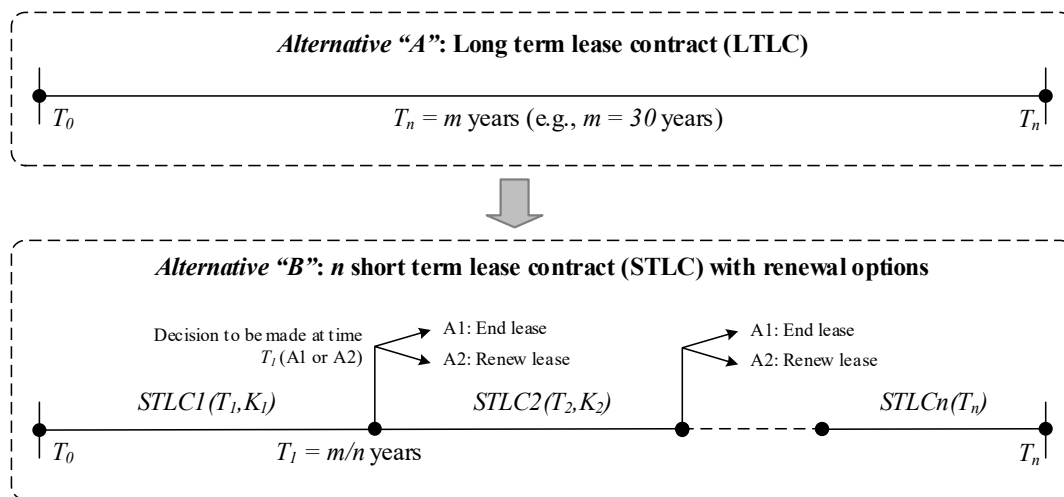 Alternative “A”: Long term lease contract (LTLC)
T0
Tn = m years (e.g., m = 30 years)
Tn
Alternative “B”: n short term lease contract (STLC) with renewal options
Decision to be made at time
T1 (A1 or A2)
A1: End lease
A2: Renew lease
A1: End lease
A2: Renew lease
STLC1(T1,K1)
STLC2(T2,K2)
STLCn(Tn)
T0
T1 = m/n years
Tn